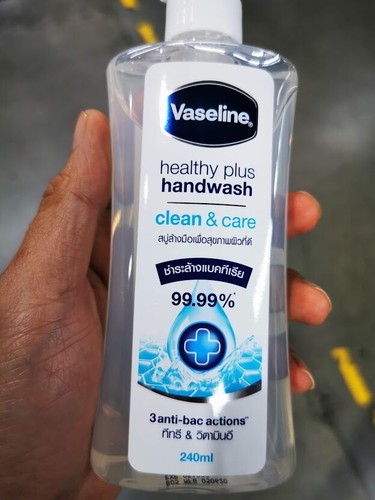 Vaseline®
healthy plus
handwash
clean & care
สบู่ล้างมือเพื่อสุขภาพผิวที่ดี
ชำระล้างแบคทีเรีย
99.99%*
3 anti-bac actions**
ทีทรี & วิตามินอี
240ml